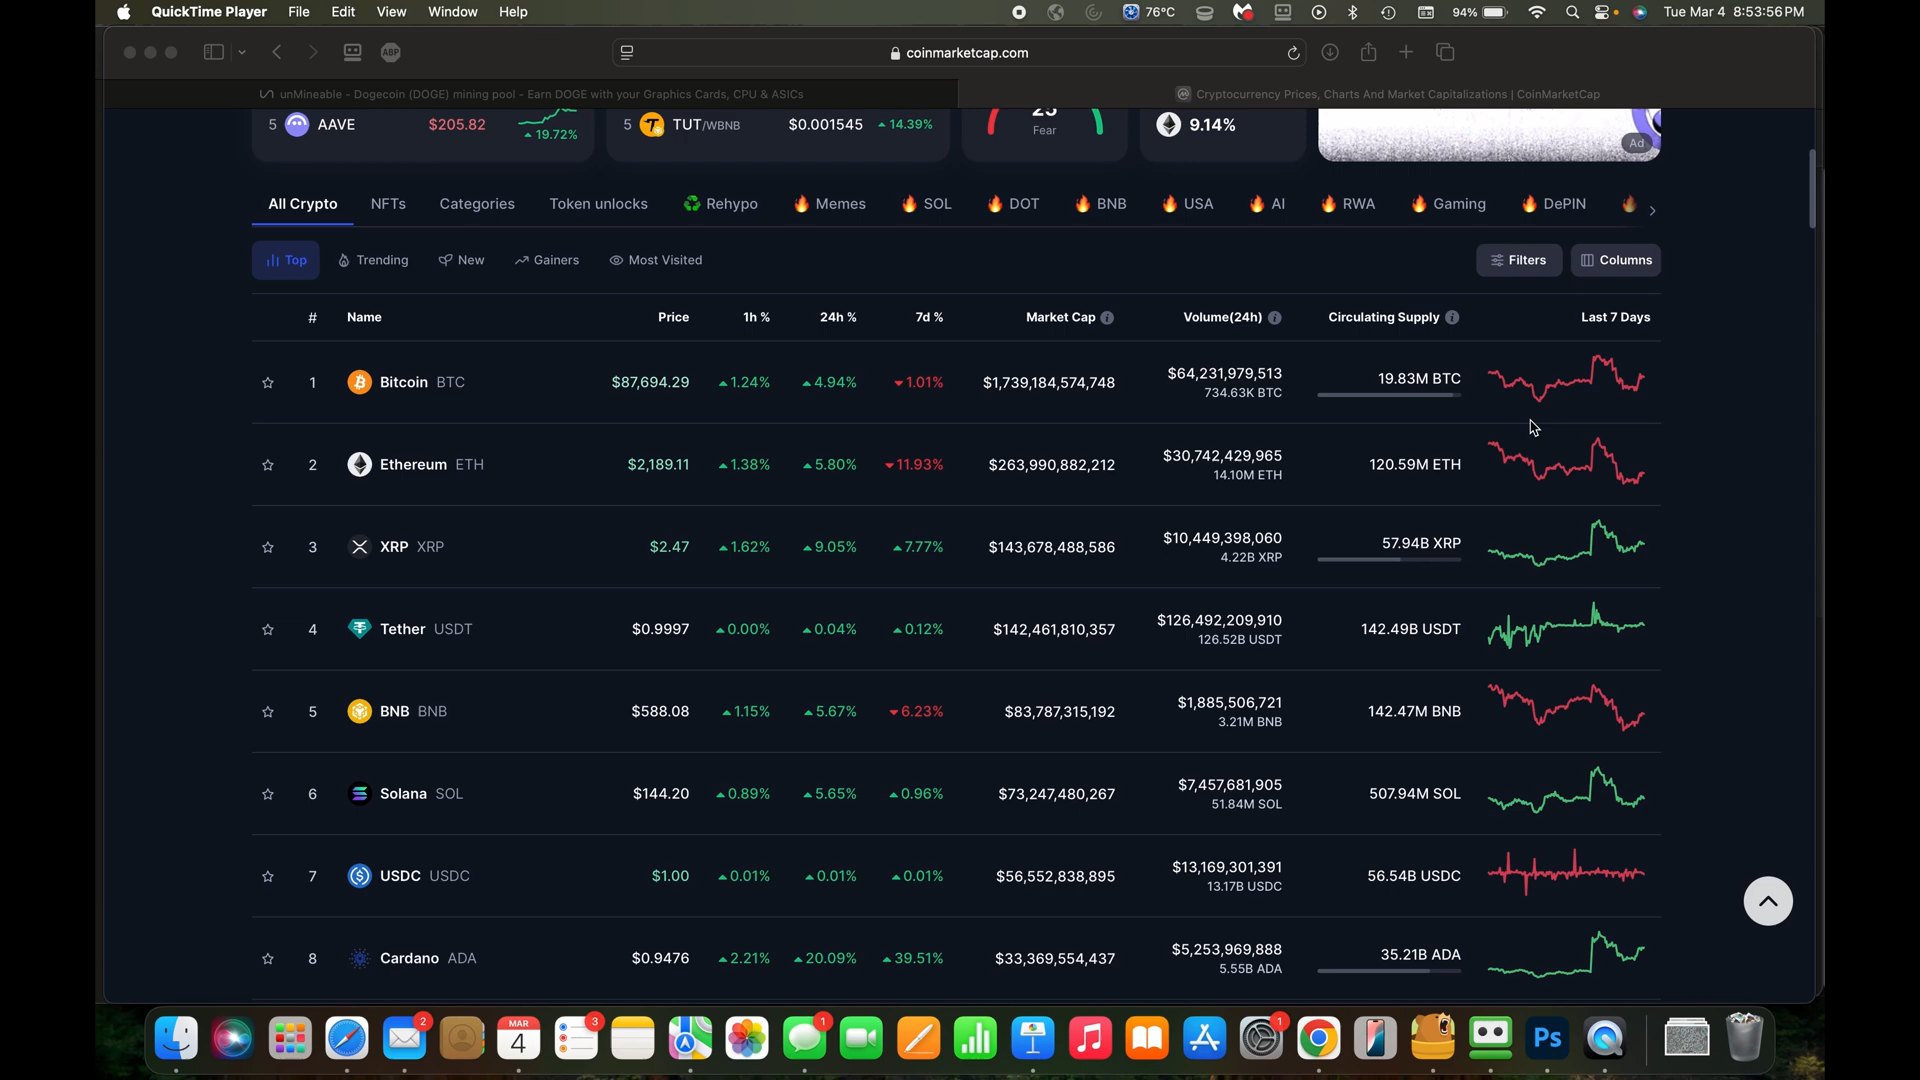 QuickTime Player File Edit View Window Help 76°C 94% Tue Mar 4 8:53:56 PM
ABP coinmarketcap.com
unMineable - Dogecoin (DOGE) mining pool - Earn DOGE with your Graphics Cards, CPU & ASICs Cryptocurrency Prices, Charts And Market Capitalizations | CoinMarketCap
5 AAVE $205.82 19.72% 5 TUT/WBNB $0.001545 14.39% 25 Fear 9.14% Ad
All Crypto NFTs Categories Token unlocks Rehypo Memes SOL DOT BNB USA AI RWA Gaming DePIN
Top Trending New Gainers Most Visited Filters Columns
# Name Price 1h % 24h % 7d % Market Cap Volume(24h) Circulating Supply Last 7 Days
1 Bitcoin BTC $87,694.29 1.24% 4.94% 1.01% $1,739,184,574,748 $64,231,979,513 19.83M BTC
734.63K BTC
2 Ethereum ETH $2,189.11 1.38% 5.80% 11.93% $263,990,882,212 $30,742,429,965 120.59M ETH
14.10M ETH
3 XRP XRP $2.47 1.62% 9.05% 7.77% $143,678,488,586 $10,449,398,060 57.94B XRP
4.22B XRP
4 Tether USDT $0.9997 0.00% 0.04% 0.12% $142,461,810,357 $126,492,209,910 142.49B USDT
126.52B USDT
5 BNB BNB $588.08 1.15% 5.67% 6.23% $83,787,315,192 $1,885,506,721 142.47M BNB
3.21M BNB
6 Solana SOL $144.20 0.89% 5.65% 0.96% $73,247,480,267 $7,457,681,905 507.94M SOL
51.84M SOL
7 USDC USDC $1.00 0.01% 0.01% 0.01% $56,552,838,895 $13,169,301,391 56.54B USDC
13.17B USDC
8 Cardano ADA $0.9476 2.21% 20.09% 39.51% $33,369,554,437 $5,253,969,888 35.21B ADA
5.55B ADA
2 MAR 4 3 1 1 Ps